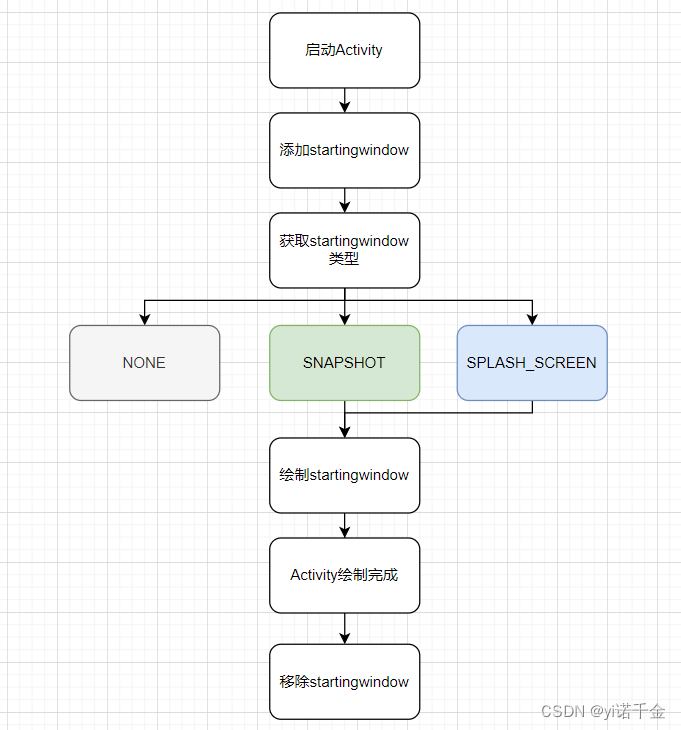 启动Activity
添加startingwindow
获取startingwindow
类型
NONE
SNAPSHOT
SPLASH_SCREEN
绘制startingwindow
Activity绘制完成
移除startingwindow
CSDN @yi诺千金